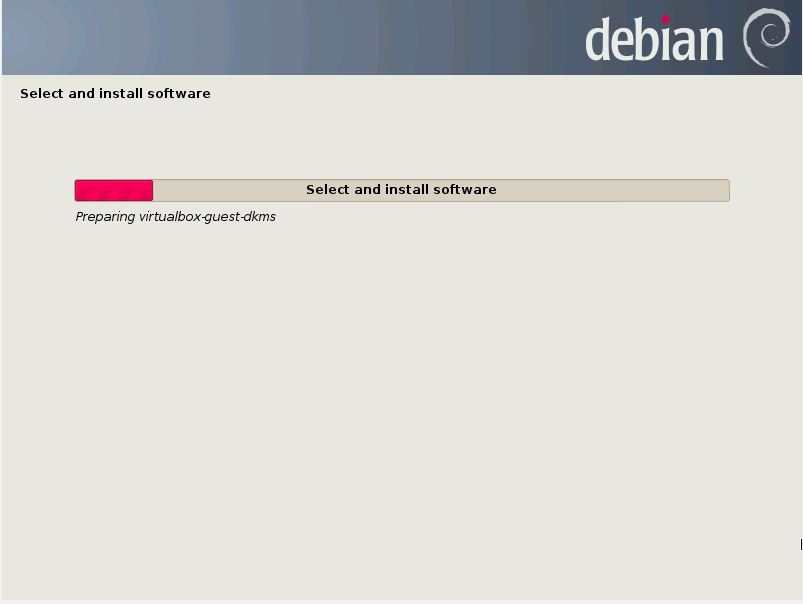 debian
Select and install software
Select and install software
Preparing virtualbox-guest-dkms